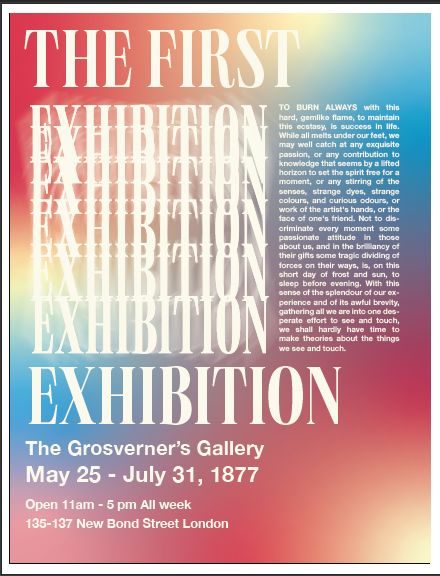 THE FIRST
EXHIBITION
EXHIBITION
EXHIBITION
EXHIBITION
EXHIBITION
EXHIBITION
TO BURN ALWAYS with this
hard, gemlike flame, to maintain
this ecstasy, is success in life.
While all melts under our feet, we
may well catch at any exquisite
passion, or any contribution to
knowledge that seems by a lifted
horizon to set the spirit free for a
moment, or any stirring of the
senses, strange dyes, strange
colours, and curious odours, or
work of the artist's hands, or the
face of one's friend. Not to dis-
criminate every moment some
passionate attitude in those
about us, and in the brilliancy of
their gifts some tragic dividing of
forces on their ways, is, on this
short day of frost and sun, to
sleep before evening. With this
sense of the splendour of our ex-
perience and of its awful brevity,
gathering all we are into one des-
perate effort to see and touch,
we shall hardly have time to
make theories about the things
we see and touch.
EXHIBITION
The Grosverner's Gallery
May 25 - July 31, 1877
Open 11am - 5 pm All week
135-137 New Bond Street London